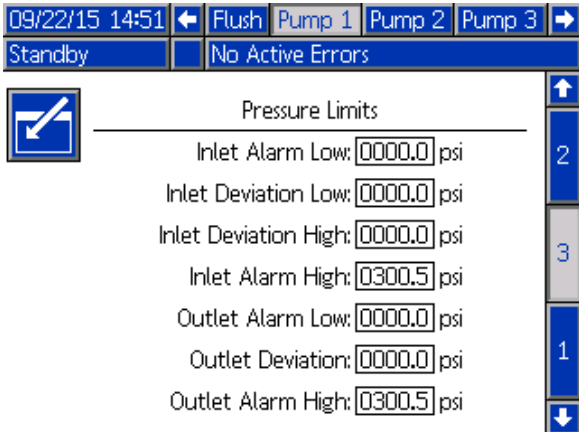 09/22/15 14:51 Flush Pump 1 Pump 2 Pump 3
Standby No Active Errors
Pressure Limits
Inlet Alarm Low: 0000.0 psi
2
Inlet Deviation Low: 0000.0 psi
Inlet Deviation High: 0000.0 psi
3
Inlet Alarm High: 0300.5 psi
Outlet Alarm Low: 0000.0 psi
Outlet Deviation: 0000.0 psi
1
Outlet Alarm High: 0300.5 psi